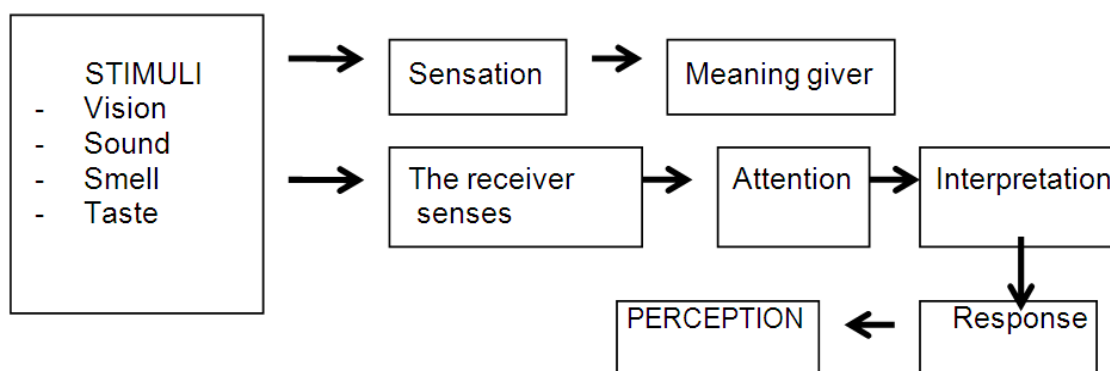 STIMULI
- Vision
- Sound
- Smell
- Taste
Sensation
Meaning giver
The receiver
senses
Attention
Interpretation
PERCEPTION
Response